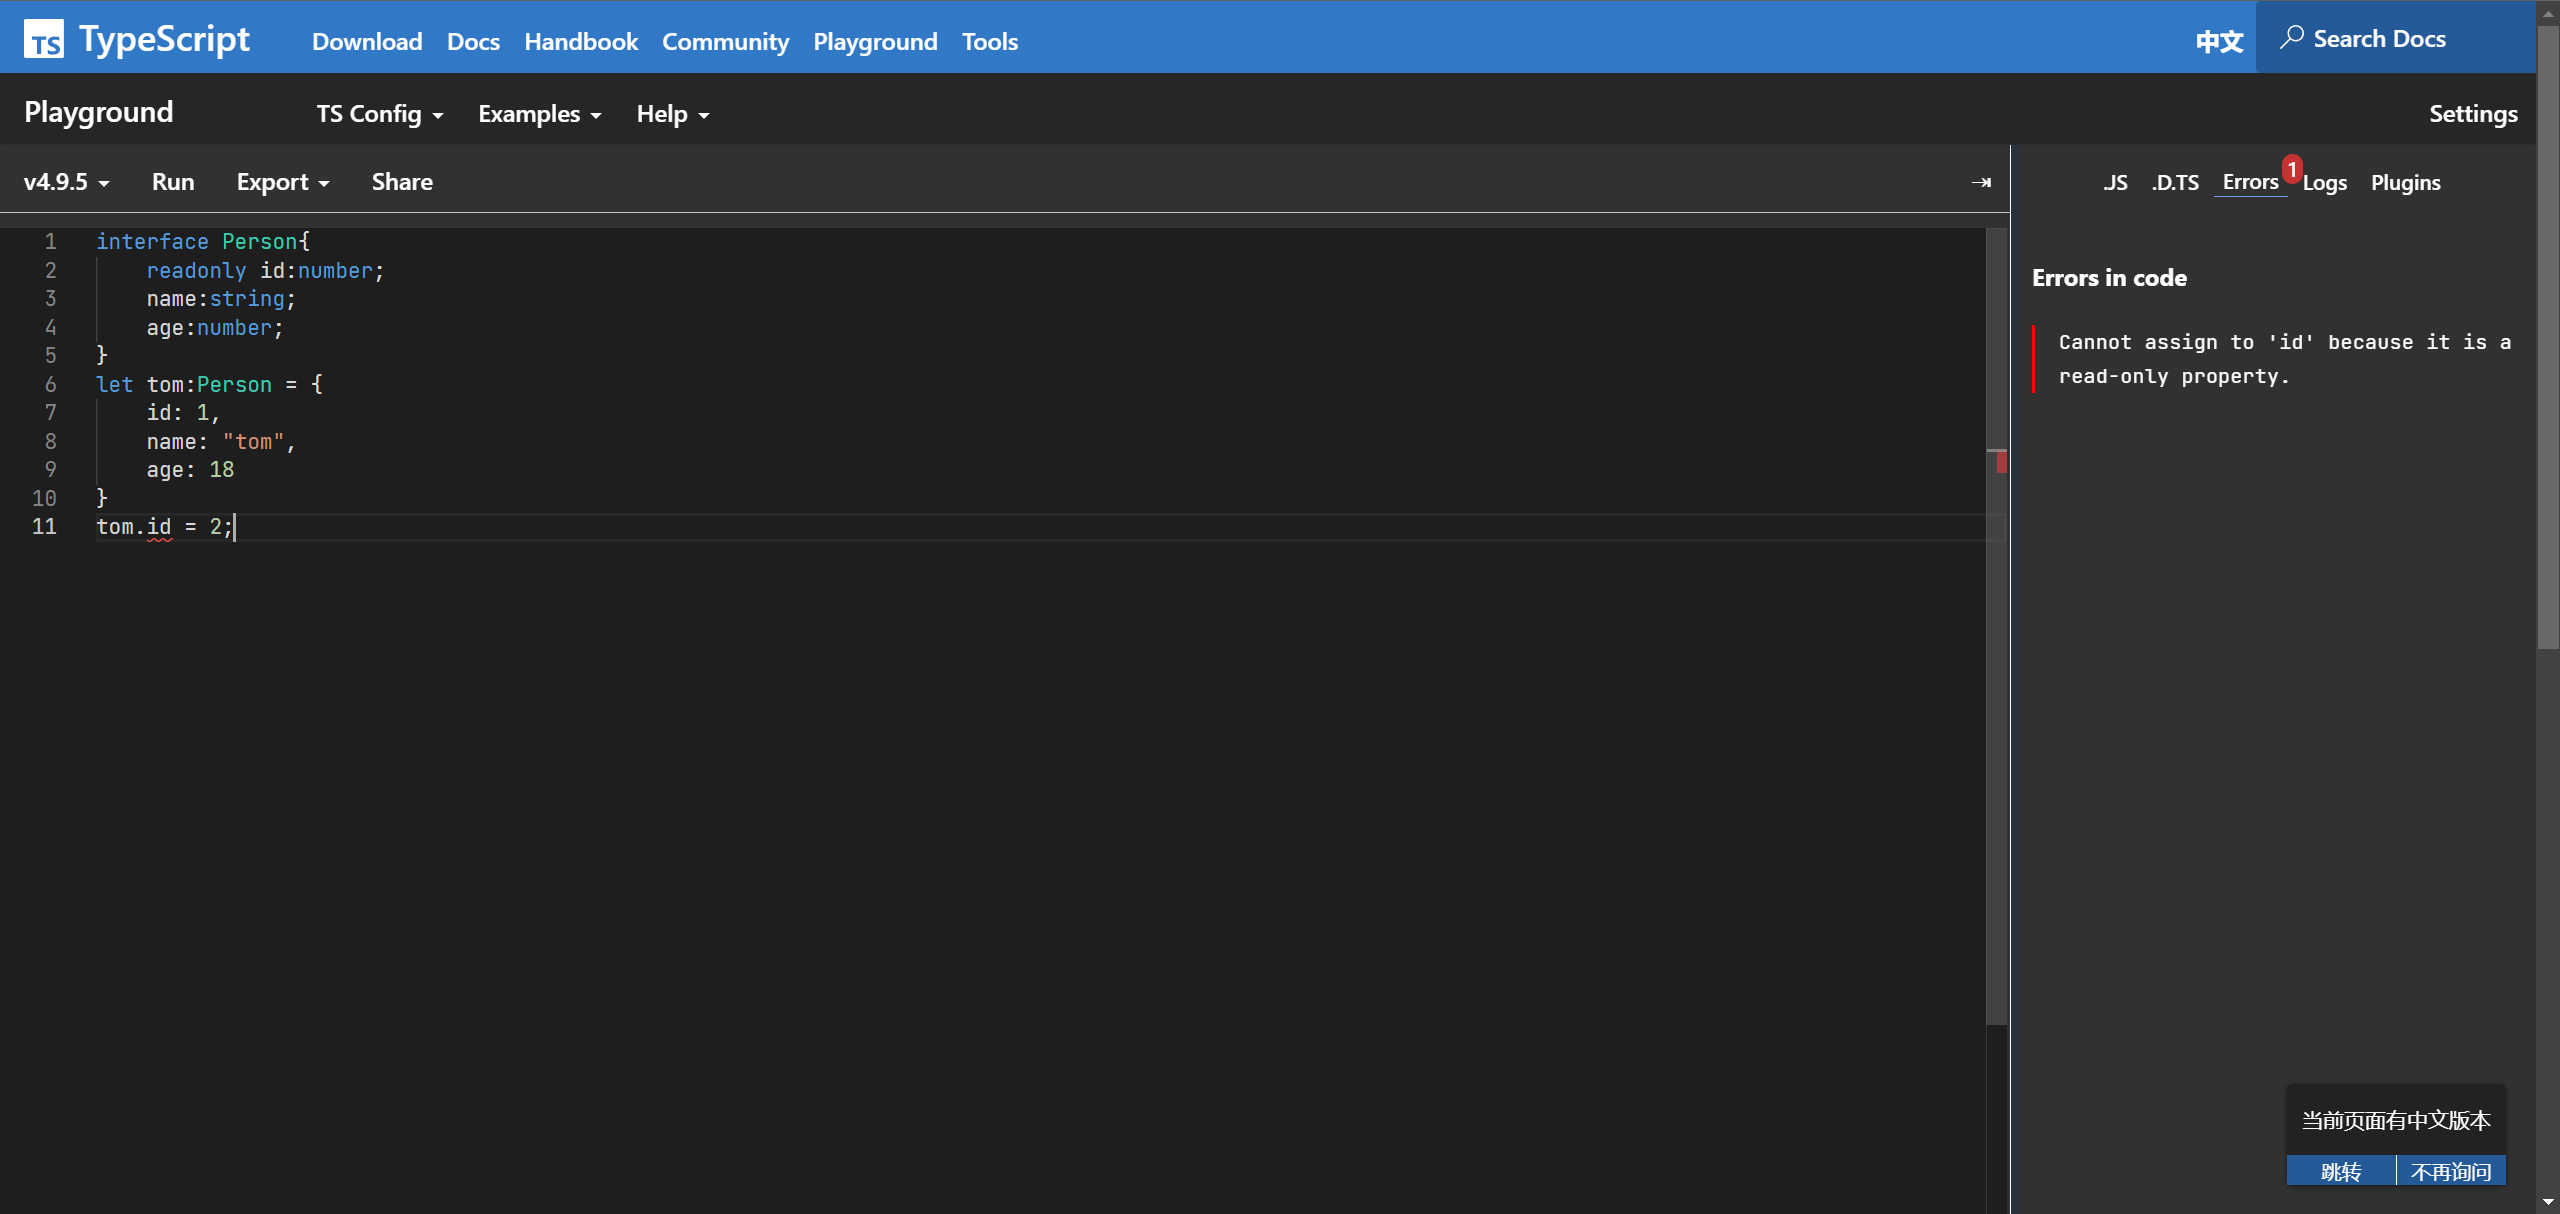 TS TypeScript Download Docs Handbook Community Playground Tools 中文 Search Docs
Playground TS Config Examples Help Settings
v4.9.5 Run Export Share .JS .D.TS Errors 1 Logs Plugins
1 interface Person{
2 readonly id:number;
3 name:string;
4 age:number;
5 }
6 let tom:Person = {
7 id: 1,
8 name: "tom",
9 age: 18
10 }
11 tom.id = 2;
Errors in code
Cannot assign to 'id' because it is a
read-only property.
当前页面有中文版本
跳转 不再询问